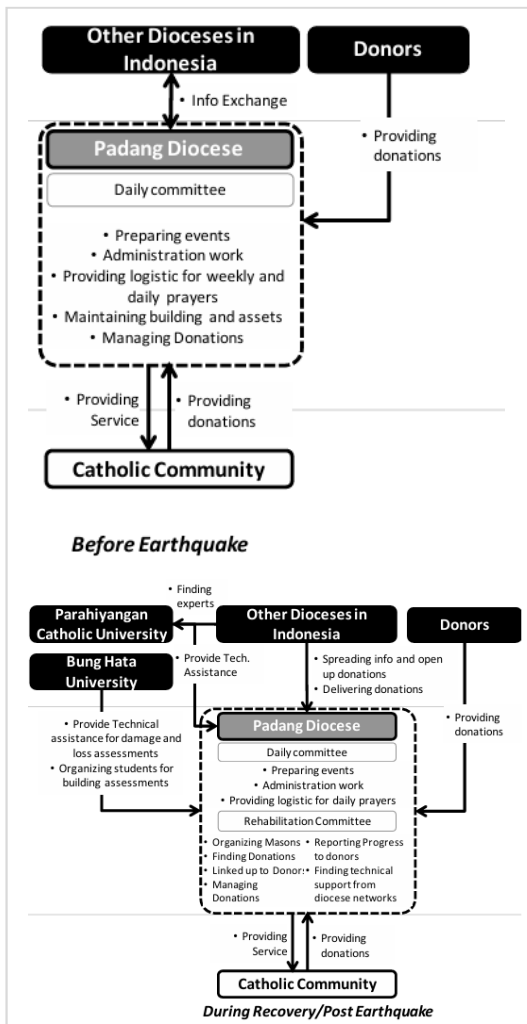 Other Dioceses in
Indonesia
Donors
• Info Exchange
• Providing
donations
Padang Diocese
Daily committee
• Preparing events
• Administration work
• Providing logistic for weekly and
daily prayers
• Maintaining building and assets
• Managing Donations
• Providing
Service
• Providing
donations
Catholic Community
Before Earthquake
• Finding
experts
Parahiyangan
Catholic University
Other Dioceses in
Indonesia
Donors
Bung Hata
University
• Provide Tech.
Assistance
• Spreading info and open
up donations
• Delivering donations
• Providing
donations
• Provide Technical
assistance for damage and
loss assessments
• Organizing students for
building assessments
Padang Diocese
Daily committee
• Preparing events
• Administration work
• Providing logistic for daily prayers
Rehabilitation Committee
• Organizing Masons
• Finding Donations
• Linked up to Donor:
• Managing
Donations
• Reporting Progress
to donors
• Finding technical
support from
diocese networks
• Providing
Service
• Providing
donations
Catholic Community
During Recovery/Post Earthquake